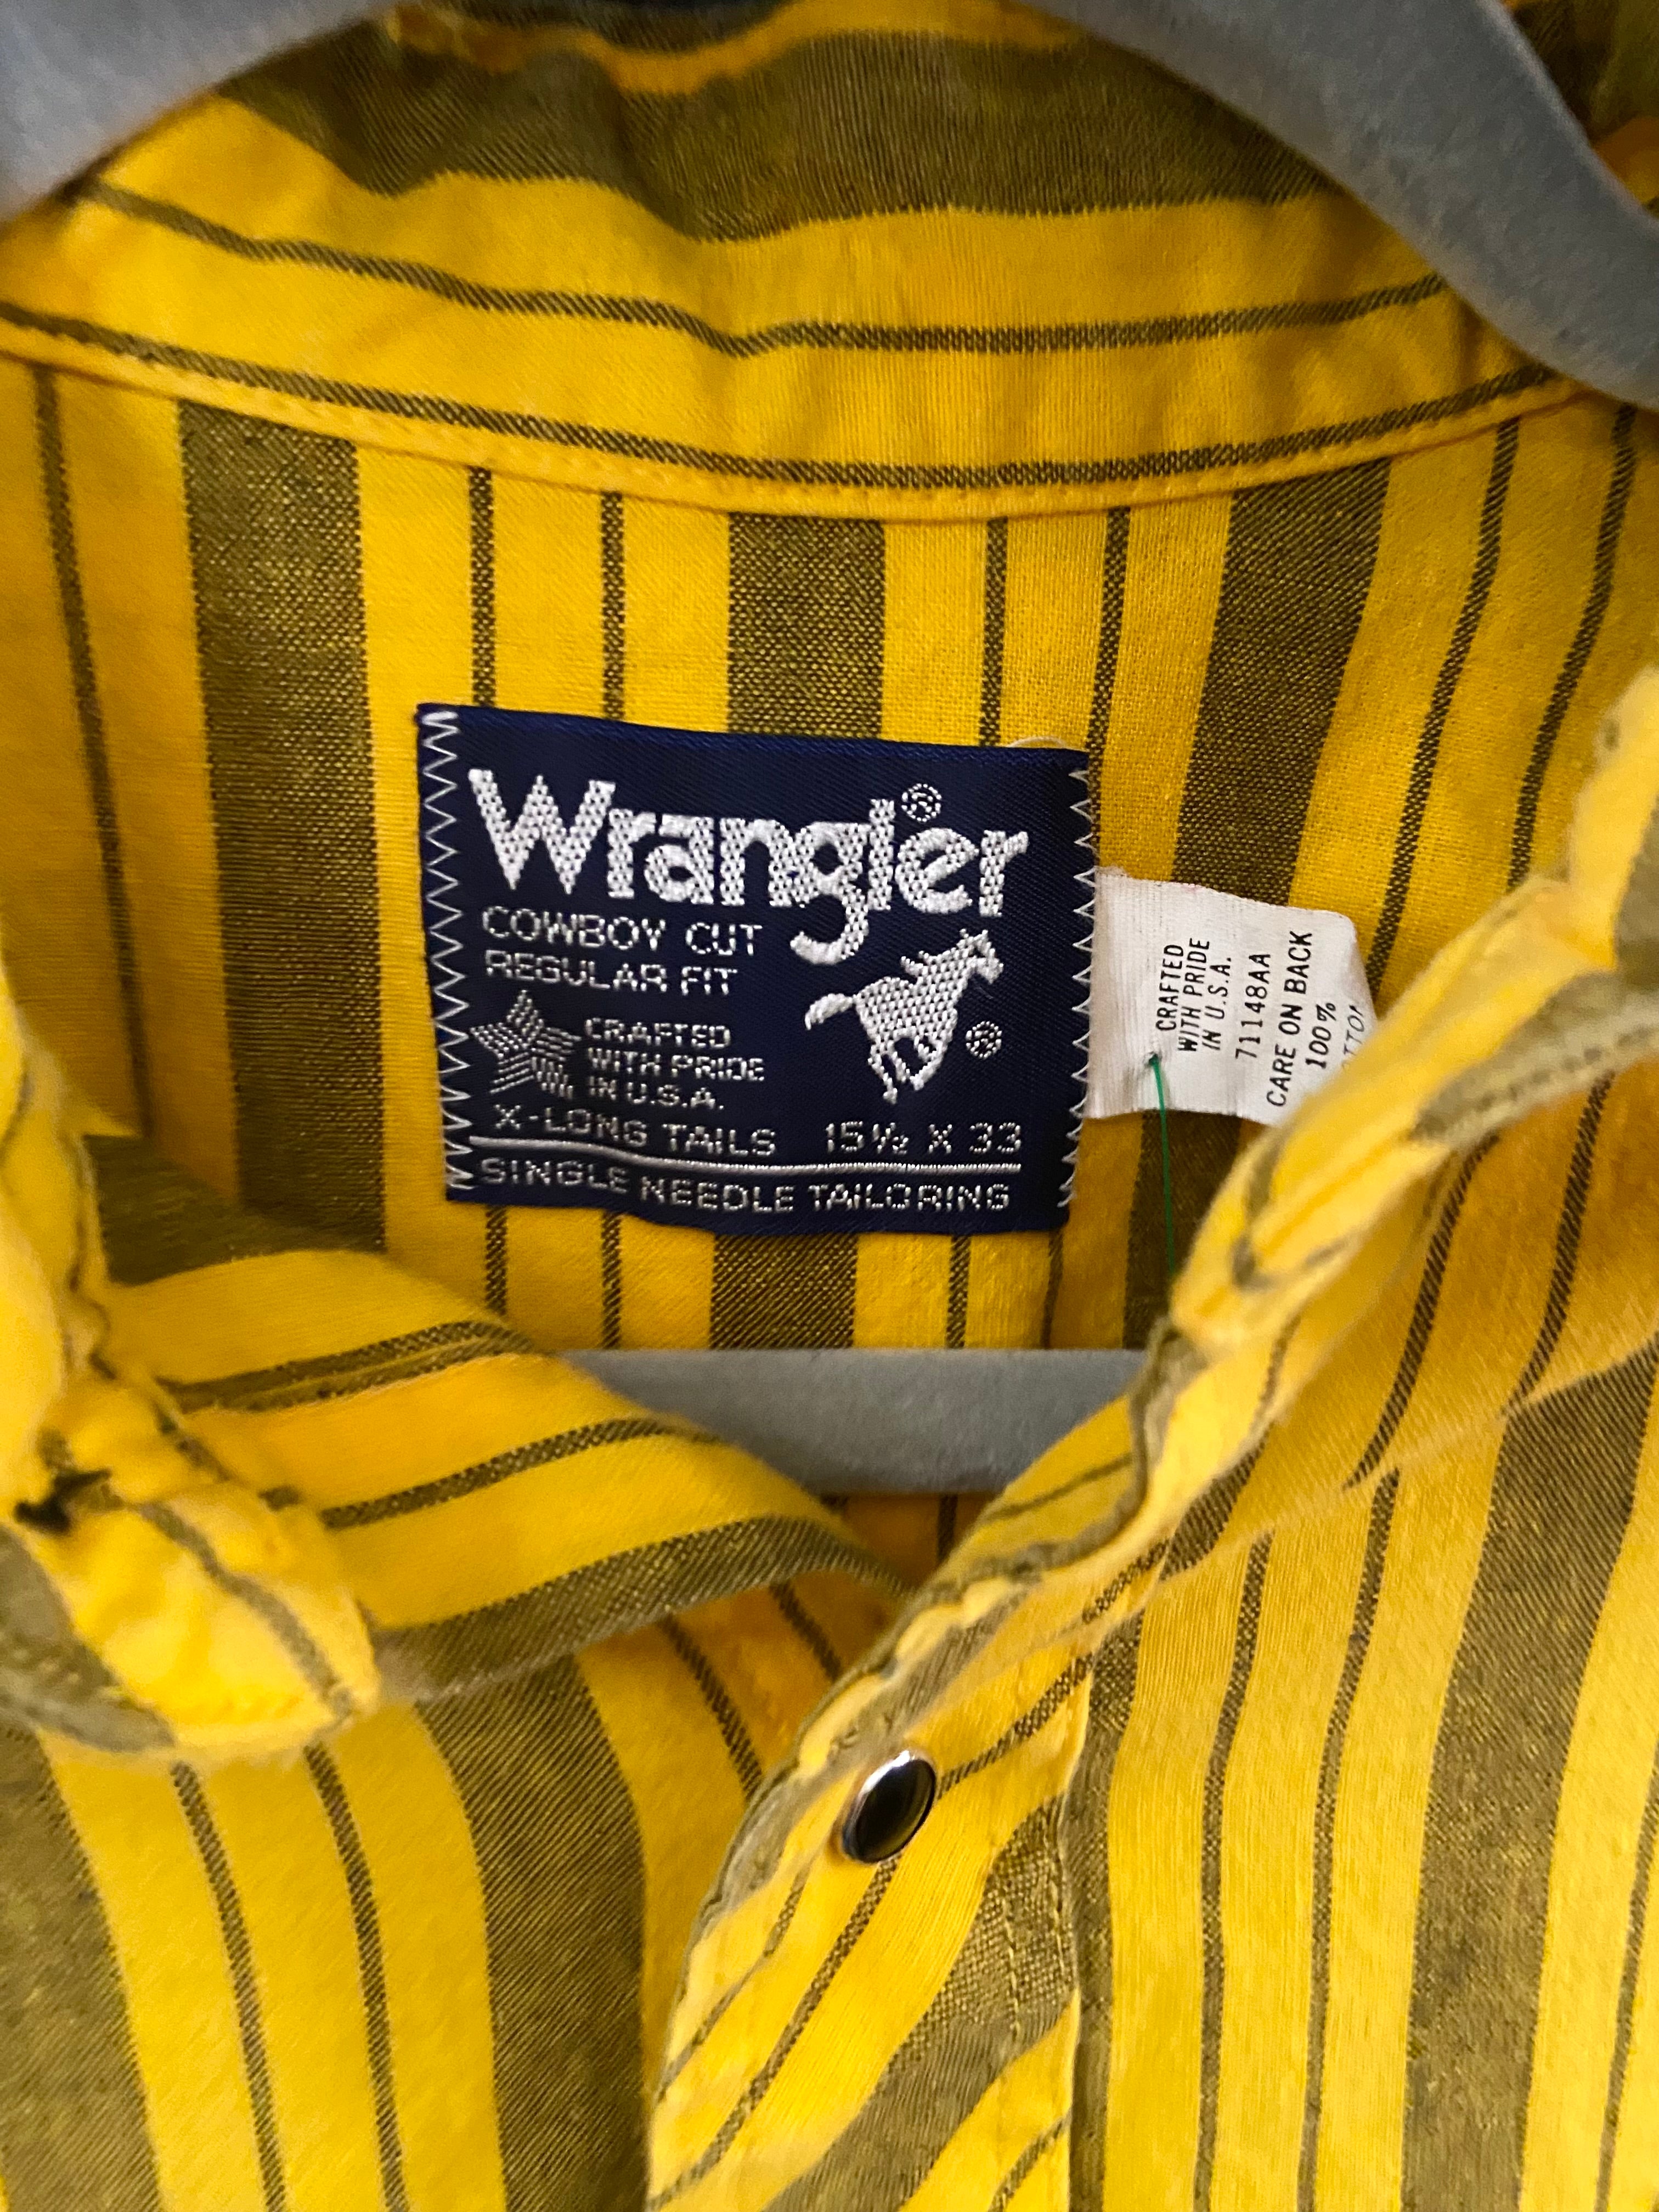 Wrangler®
COWBOY CUT
REGULAR FIT
®
CRAFTED
WITH PRIDE
IN U.S.A.
X-LONG TAILS 15½ X 33
SINGLE NEEDLE TAILORING
CRAFTED
WITH PRIDE
IN U.S.A.
71148AA
CARE ON BACK
100%